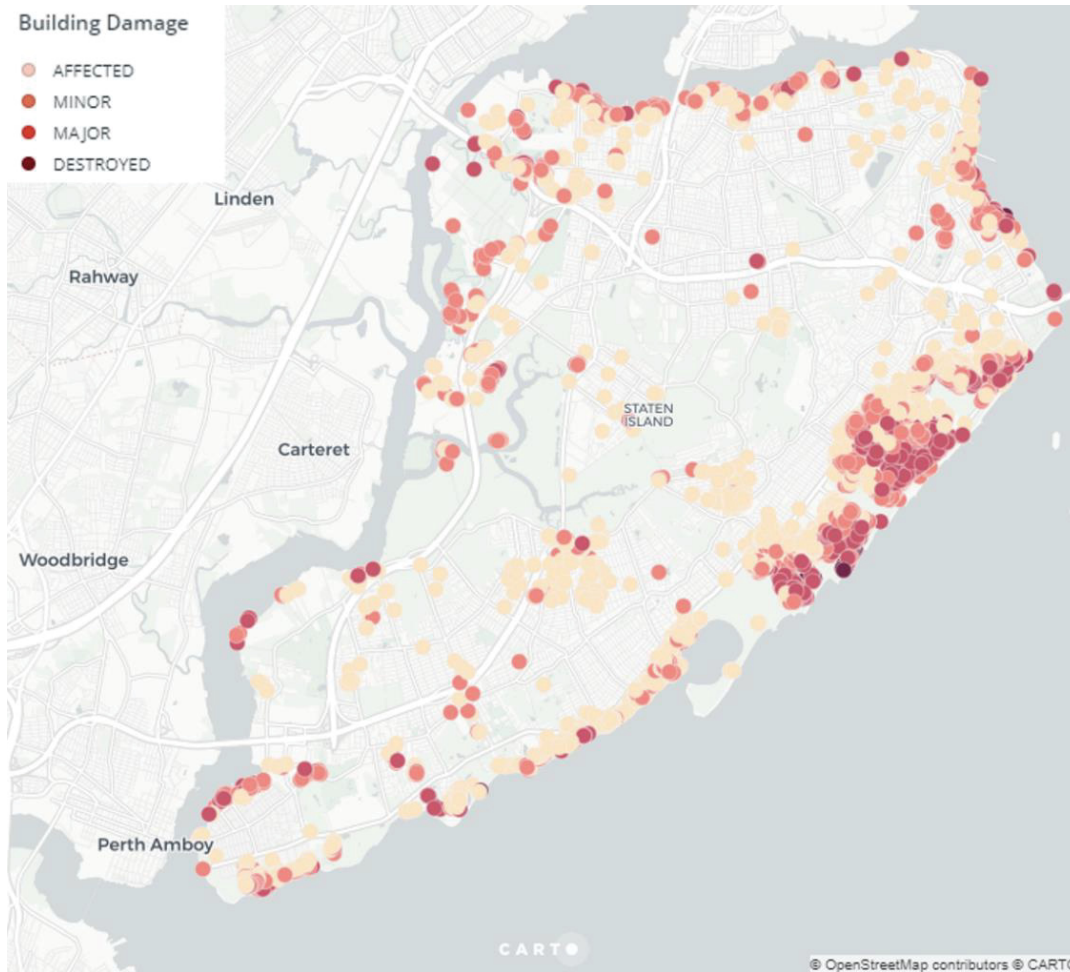 Building Damage
AFFECTED
MINOR
MAJOR
DESTROYED
Linden
Rahway
STATEN
ISLAND
Carteret
Woodbridge
Perth Amboy
CARTO
© OpenStreetMap contributors © CARTO